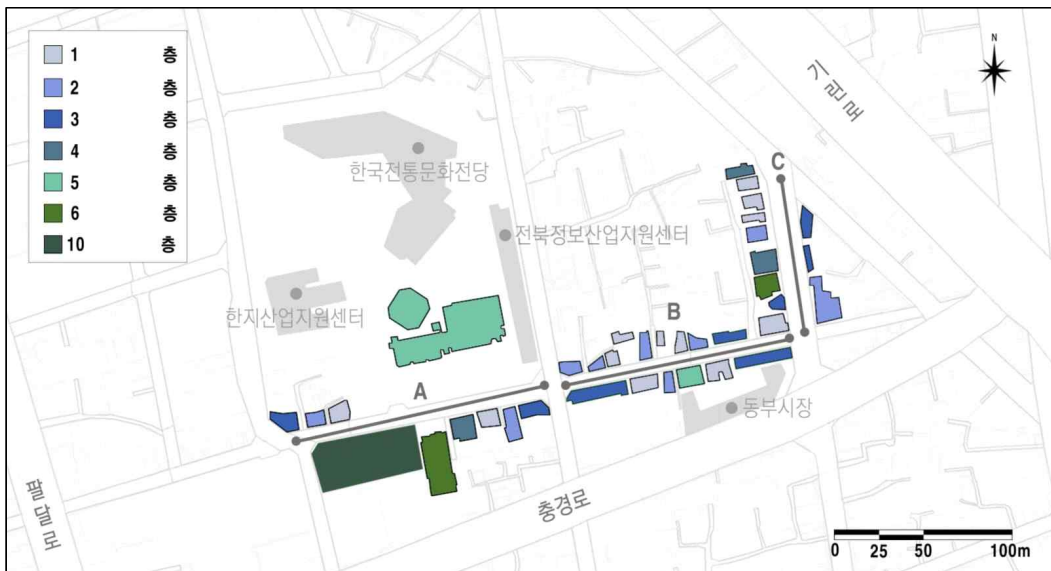 1 층
2 층
3 층
4 층
5 층
6 층
10 층
N
기린로
한국전통문화전당
C
전북정보산업지원센터
한지산업지원센터
B
A
동부시장
충경로
팔달로
0 25 50 100m